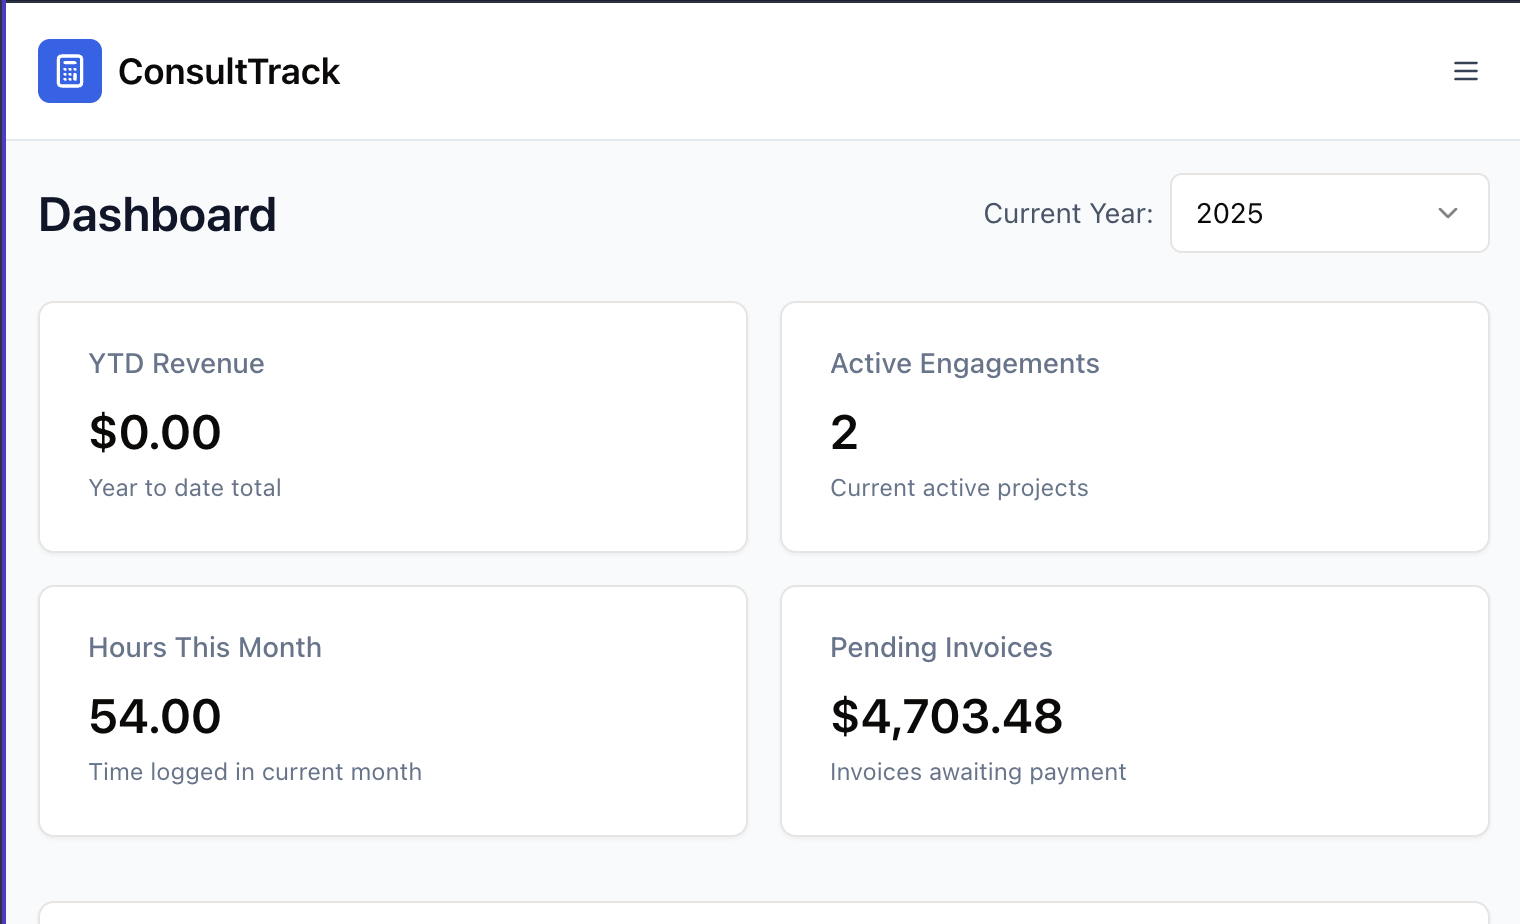 ConsultTrack
Dashboard
Current Year:
2025
YTD Revenue
$0.00
Year to date total
Active Engagements
2
Current active projects
Hours This Month
54.00
Time logged in current month
Pending Invoices
$4,703.48
Invoices awaiting payment